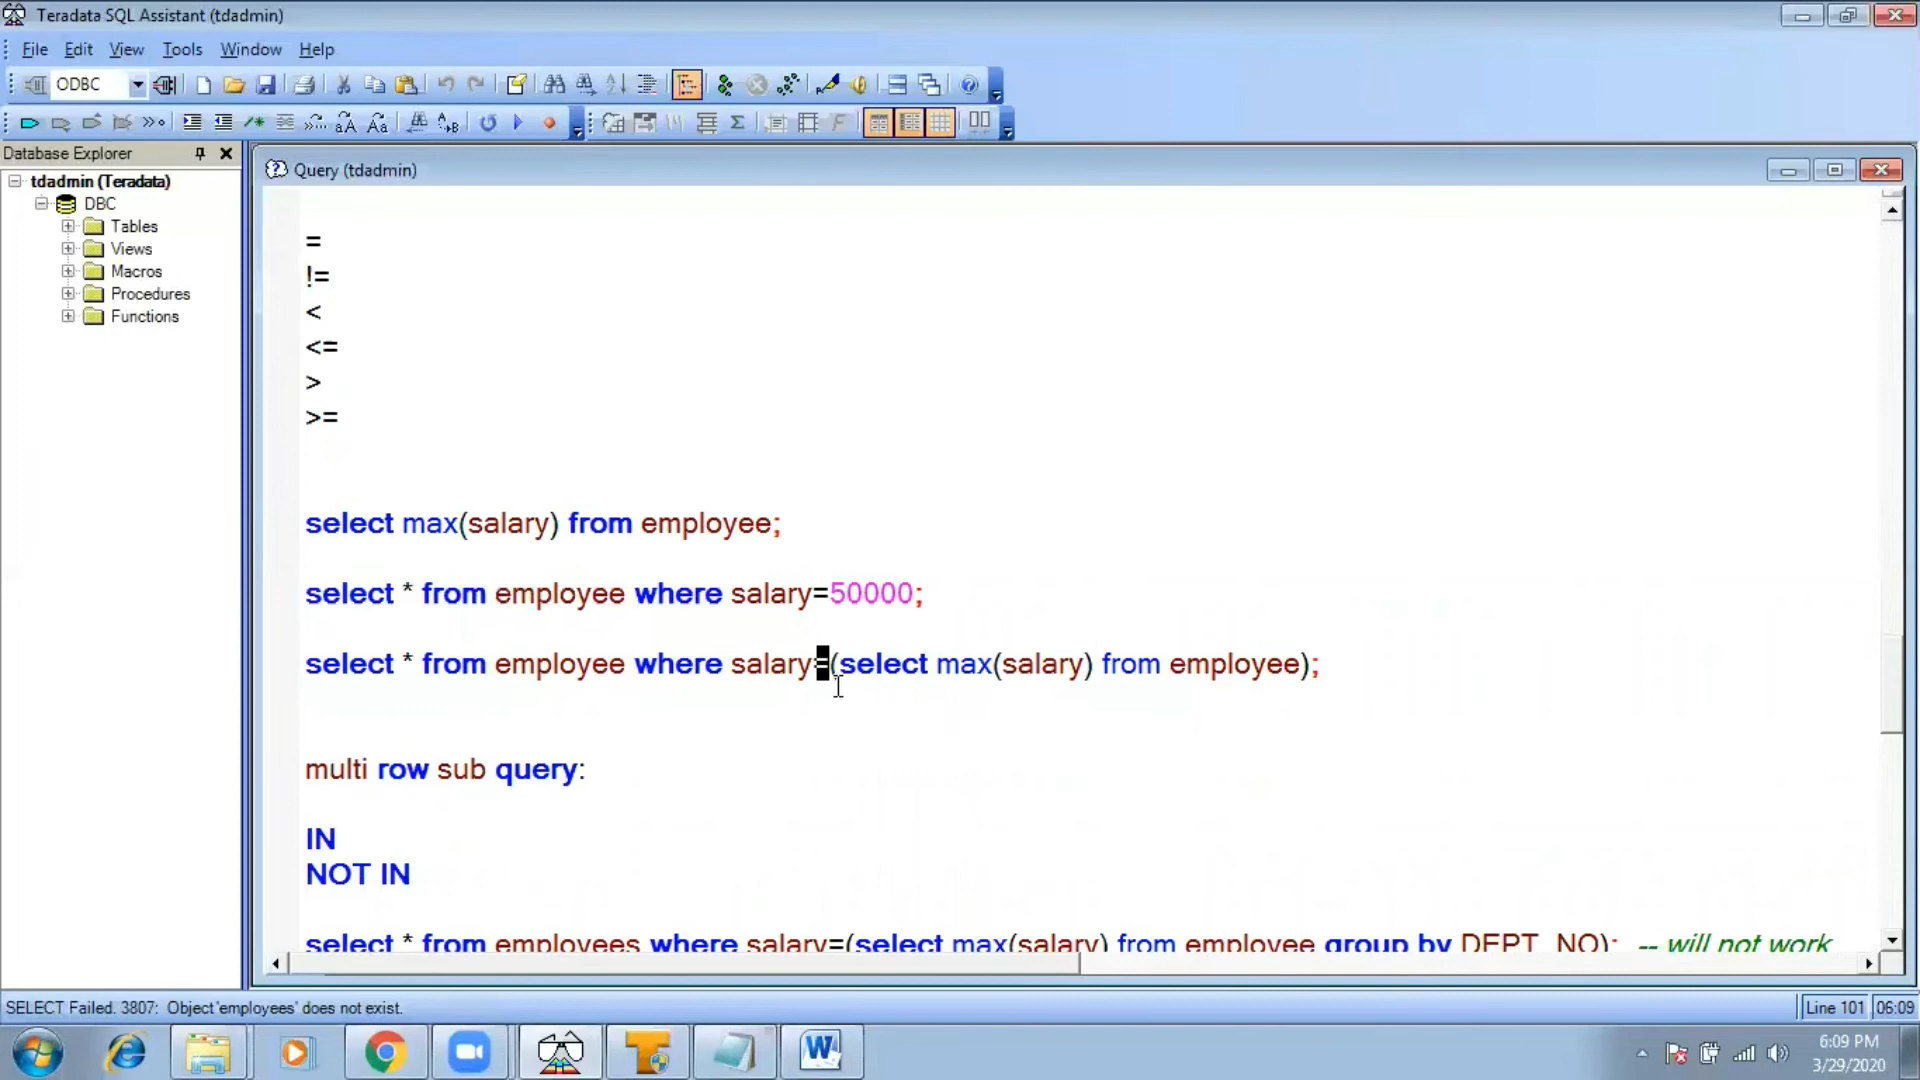 Teradata SQL Assistant (tdadmin)
File Edit View Tools Window Help
ODBC
Database Explorer
tdadmin (Teradata)
DBC
Tables
Views
Macros
Procedures
Functions
Query (tdadmin)
=
!=
<
<=
>
>=
select max(salary) from employee;
select * from employee where salary=50000;
select * from employee where salary=(select max(salary) from employee);
multi row sub query:
IN
NOT IN
select * from employees where salary=(select max(salary) from employee group by DEPT_NO); -- will not work
SELECT Failed. 3807: Object 'employees' does not exist.
Line 101 06:09
6:09 PM
3/29/2020